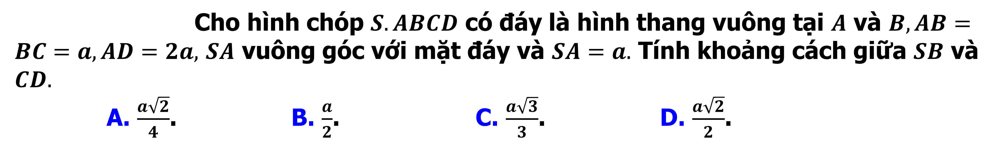 Cho hình chóp S.ABCD có đáy là hình thang vuông tại A và B, AB =
BC = a, AD = 2a, SA vuông góc với mặt đáy và SA = a. Tính khoảng cách giữa SB và
CD.
A. \frac{a\sqrt{2}}{4}. B. \frac{a}{2}. C. \frac{a\sqrt{3}}{3}. D. \frac{a\sqrt{2}}{2}.